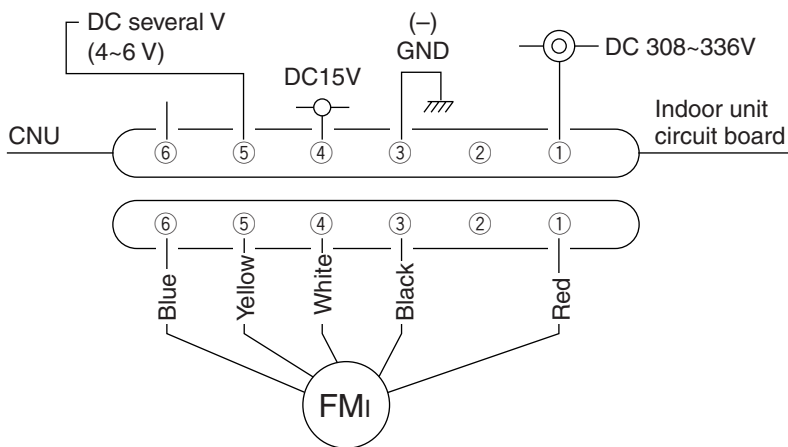 DC several V
(4~6 V)
DC15V
(–)
GND
DC 308~336V
CNU
Indoor unit
circuit board
⑥ ⑤ ④ ③ ② ①
⑥ ⑤ ④ ③ ② ①
Blue
Yellow
White
Black
Red
FMI